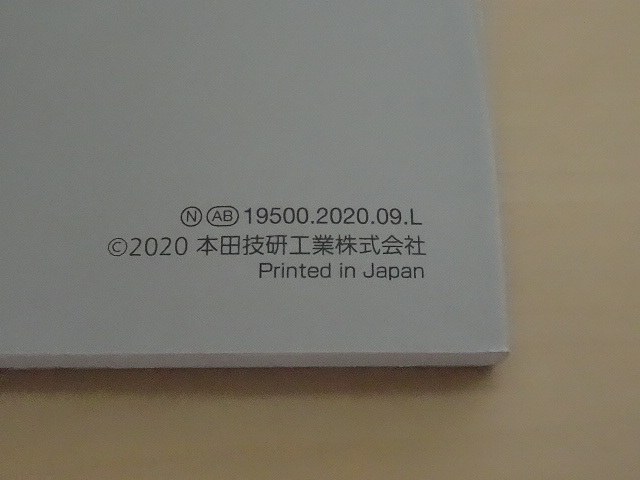 Ⓝ AB 19500.2020.09.L
©2020 本田技研工業株式会社
Printed in Japan